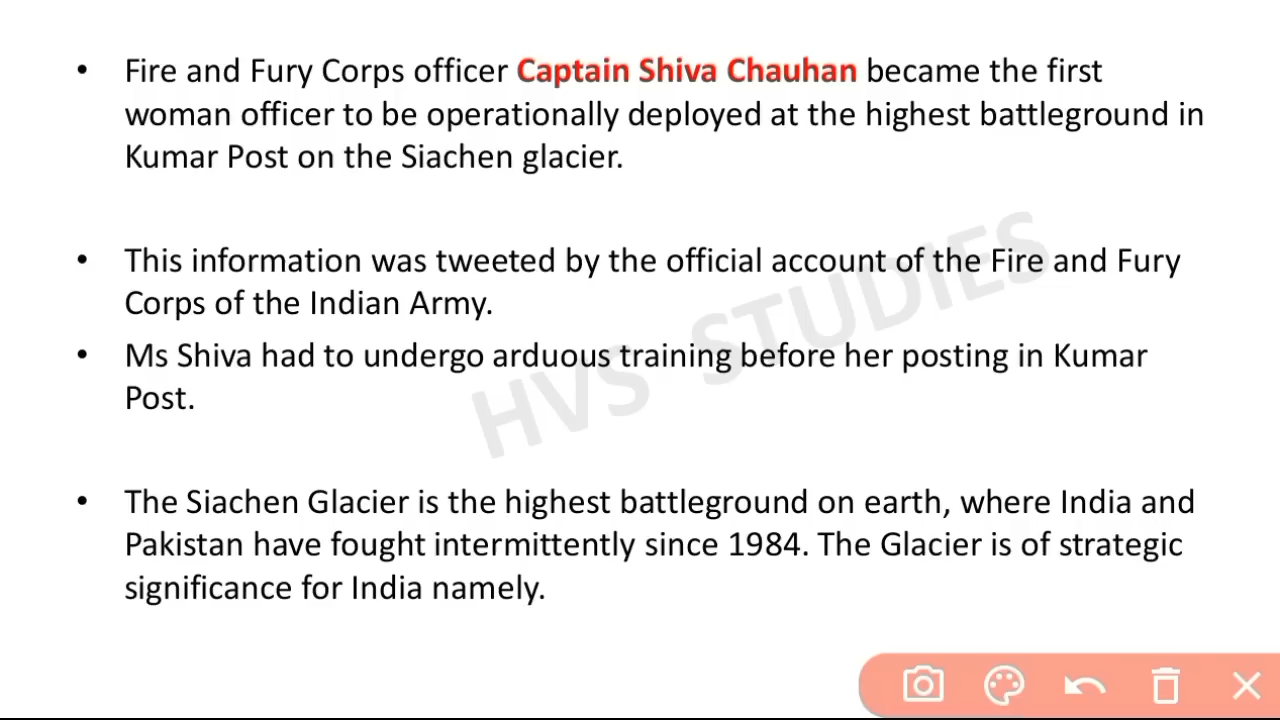 • Fire and Fury Corps officer Captain Shiva Chauhan became the first
woman officer to be operationally deployed at the highest battleground in
Kumar Post on the Siachen glacier.
• This information was tweeted by the official account of the Fire and Fury
Corps of the Indian Army.
• Ms Shiva had to undergo arduous training before her posting in Kumar
Post.
HVS STUDIES
• The Siachen Glacier is the highest battleground on earth, where India and
Pakistan have fought intermittently since 1984. The Glacier is of strategic
significance for India namely.